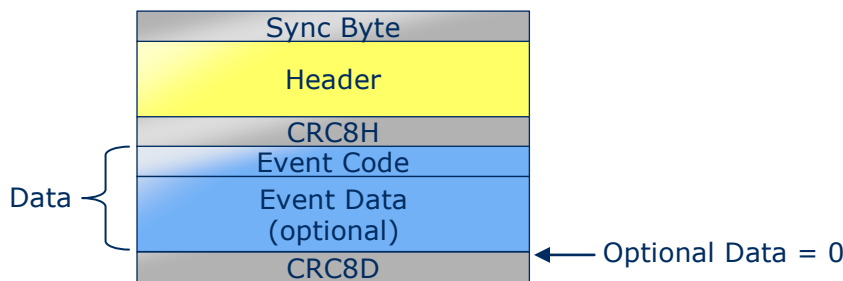 Sync Byte
Header
CRC8H
Event Code
Data
Event Data
(optional)
Optional Data = 0
CRC8D